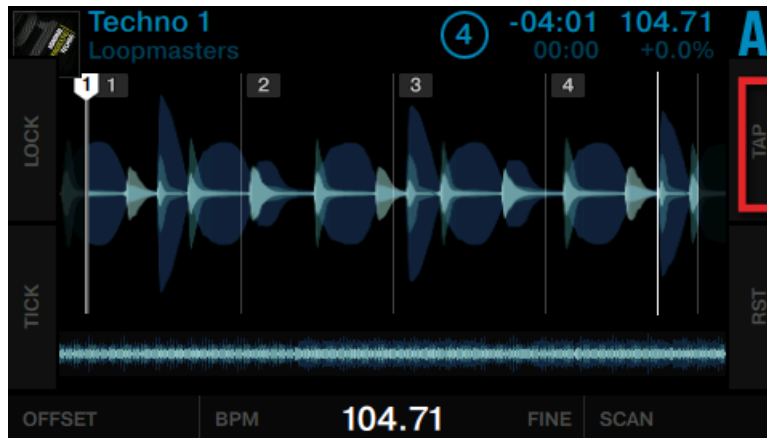 Techno 1
Loopmasters
4
-04:01 104.71
00:00 +0.0%
A
LOCK
TICK
TAP
RST
1 1 2 3 4
OFFSET BPM 104.71 FINE SCAN